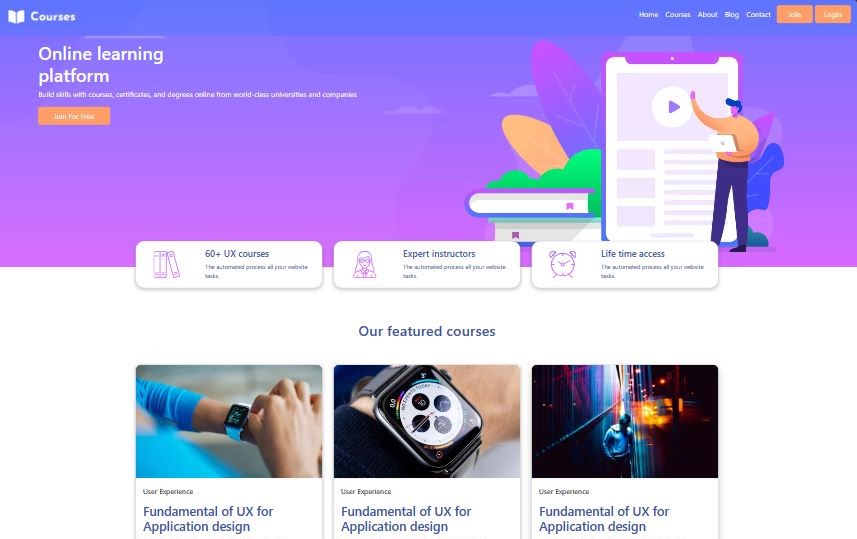 Courses
Home Courses About Blog Contact Join Login
Online learning
platform
Build skills with courses, certificates, and degrees online from world-class universities and companies
Join For Free
60+ UX courses
The automated process all your website
tasks.
Expert instructors
The automated process all your website
tasks.
Life time access
The automated process all your website
tasks.
Our featured courses
User Experience
Fundamental of UX for
Application design
User Experience
Fundamental of UX for
Application design
User Experience
Fundamental of UX for
Application design